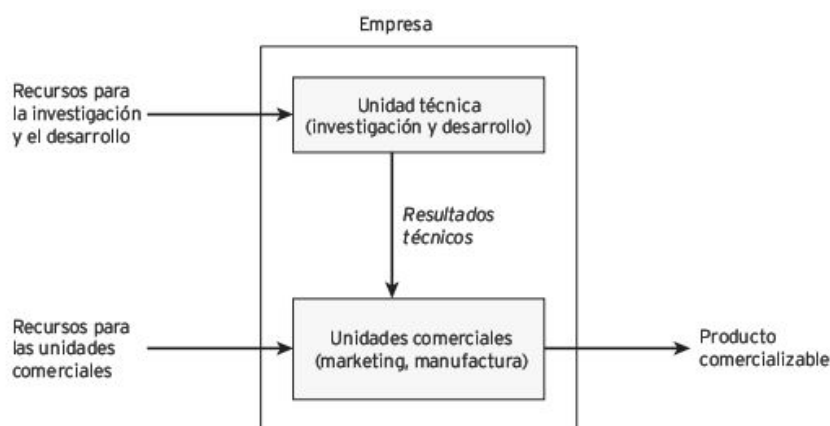 Empresa
Recursos para
la investigación
y el desarrollo
Unidad técnica
(investigación y desarrollo)
Resultados
técnicos
Recursos para
las unidades
comerciales
Unidades comerciales
(marketing, manufactura)
Producto
comercializable